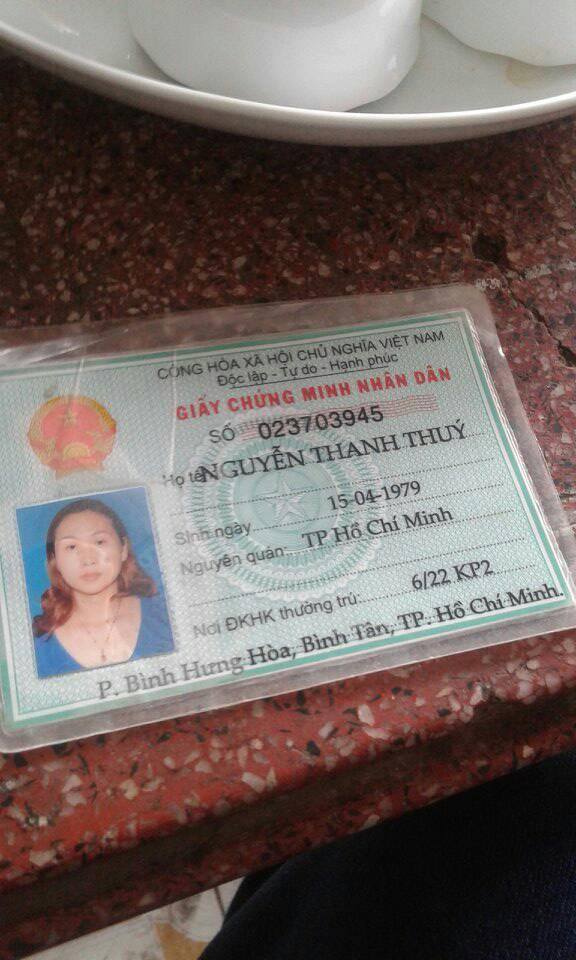 CỘNG HÒA XÃ HỘI CHỦ NGHĨA VIỆT NAM
Độc lập - Tự do - Hạnh phúc
GIẤY CHỨNG MINH NHÂN DÂN
SỐ 023703945
Họ tên NGUYỄN THANH THUÝ
Sinh ngày 15-04-1979
Nguyên quán: TP Hồ Chí Minh
Nơi ĐKHK thường trú: 6/22 KP2
P. Bình Hưng Hòa, Bình Tân, TP. Hồ Chí Minh.